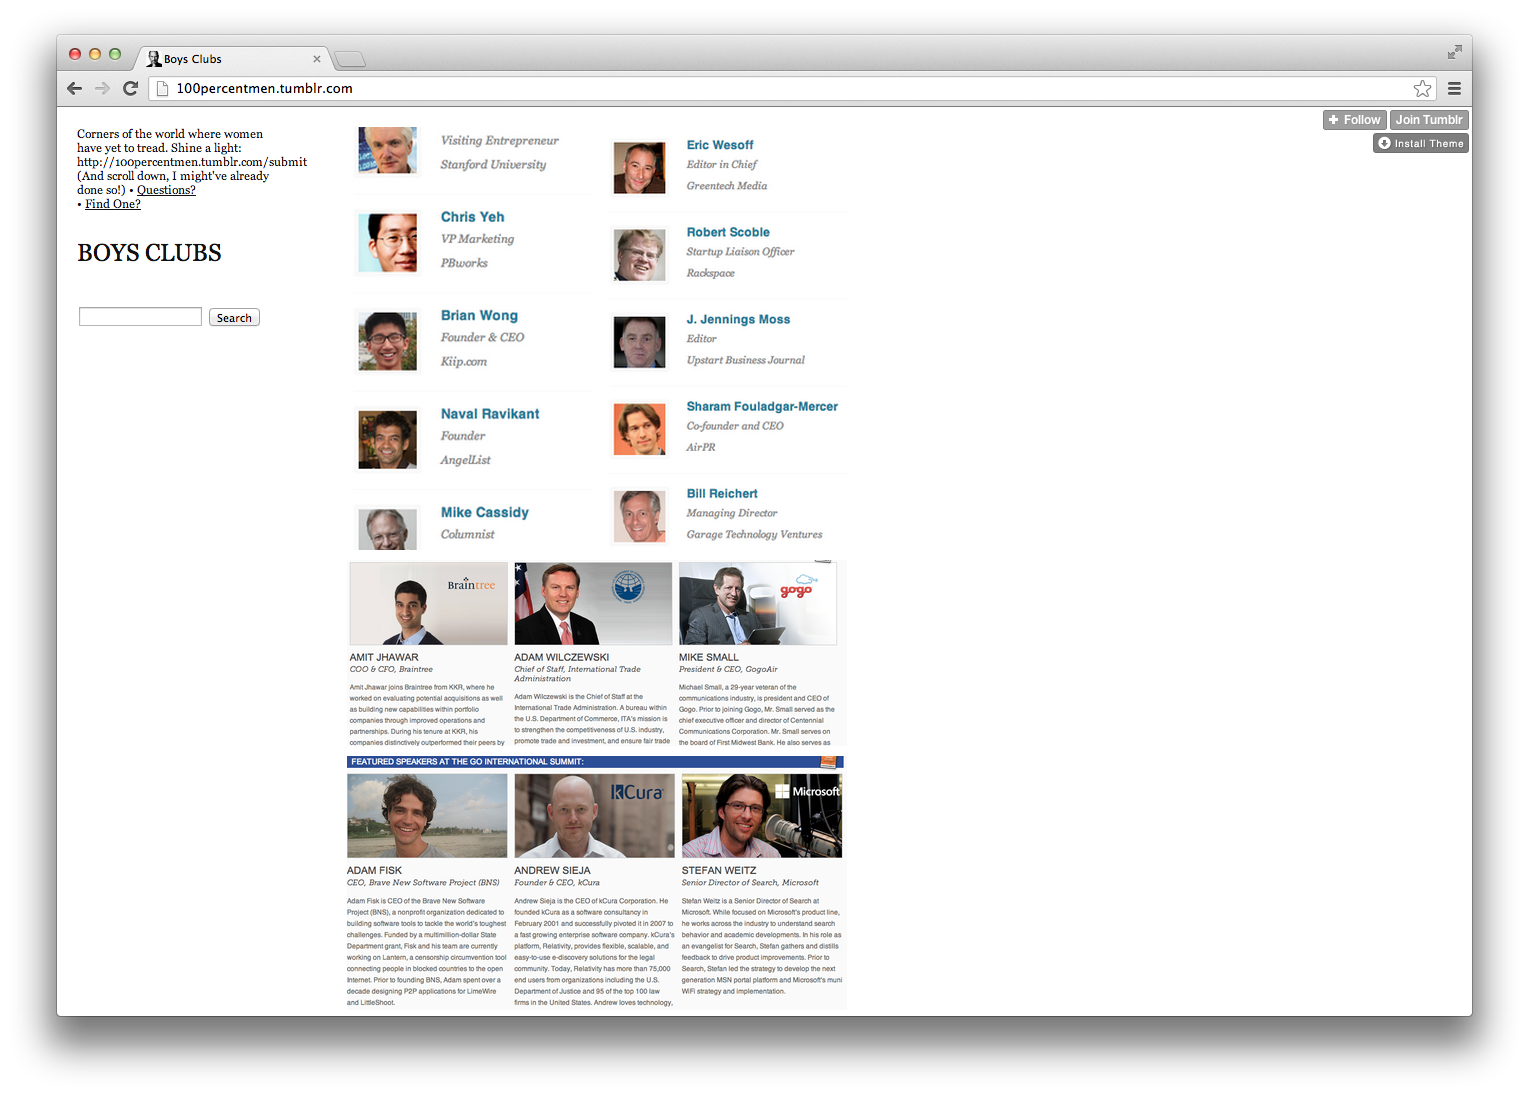 Boys Clubs
100percentmen.tumblr.com
+ Follow
Join Tumblr
Install Theme
Corners of the world where women
have yet to tread. Shine a light:
http://100percentmen.tumblr.com/submit
(And scroll down, I might've already
done so!) • Questions?
• Find One?
BOYS CLUBS
Search
Visiting Entrepreneur
Stanford University
Chris Yeh
VP Marketing
PBworks
Brian Wong
Founder & CEO
Kiip.com
Naval Ravikant
Founder
AngelList
Mike Cassidy
Columnist
Eric Wesoff
Editor in Chief
Greentech Media
Robert Scoble
Startup Liaison Officer
Rackspace
J. Jennings Moss
Editor
Upstart Business Journal
Sharam Fouladgar-Mercer
Co-founder and CEO
AirPR
Bill Reichert
Managing Director
Garage Technology Ventures
Braintree
AMIT JHAWAR
COO & CFO, Braintree
Amit Jhawar joins Braintree from KKR, where he
worked on evaluating potential acquisitions as well
as building new capabilities within portfolio
companies through improved operations and
partnerships. During his tenure at KKR, his
companies distinctively outperformed their peers by
ADAM WILCZEWSKI
Chief of Staff, International Trade
Administration
Adam Wilczewski is the Chief of Staff at the
International Trade Administration. A bureau within
the U.S. Department of Commerce, ITA's mission is
to strengthen the competitiveness of U.S. industry,
promote trade and investment, and ensure fair trade
gogo
MIKE SMALL
President & CEO, GogoAir
Michael Small, a 29-year veteran of the
communications industry, is president and CEO of
Gogo. Prior to joining Gogo, Mr. Small served as the
chief executive officer and director of Centennial
Communications Corporation. Mr. Small serves on
the board of First Midwest Bank. He also serves as
FEATURED SPEAKERS AT THE GO INTERNATIONAL SUMMIT:
ADAM FISK
CEO, Brave New Software Project (BNS)
Adam Fisk is CEO of the Brave New Software
Project (BNS), a nonprofit organization dedicated to
building software tools to tackle the world's toughest
challenges. Funded by a multimillion-dollar State
Department grant, Fisk and his team are currently
working on Lantern, a censorship circumvention tool
connecting people in blocked countries to the open
Internet. Prior to founding BNS, Adam spent over a
decade designing P2P applications for LimeWire
and LittleShoot.
kCura
ANDREW SIEJA
Founder & CEO, kCura
Andrew Sieja is the CEO of kCura Corporation. He
founded kCura as a software consultancy in
February 2001 and successfully pivoted it in 2007 to
a fast growing enterprise software company. kCura's
platform, Relativity, provides flexible, scalable, and
easy-to-use e-discovery solutions for the legal
community. Today, Relativity has more than 75,000
end users from organizations including the U.S.
Department of Justice and 95 of the top 100 law
firms in the United States. Andrew loves technology,
Microsoft
STEFAN WEITZ
Senior Director of Search, Microsoft
Stefan Weitz is a Senior Director of Search at
Microsoft. While focused on Microsoft's product line,
he works across the industry to understand search
behavior and academic developments. In his role as
an evangelist for Search, Stefan gathers and distills
feedback to drive product improvements. Prior to
Search, Stefan led the strategy to develop the next
generation MSN portal platform and Microsoft's muni
WiFi strategy and implementation.